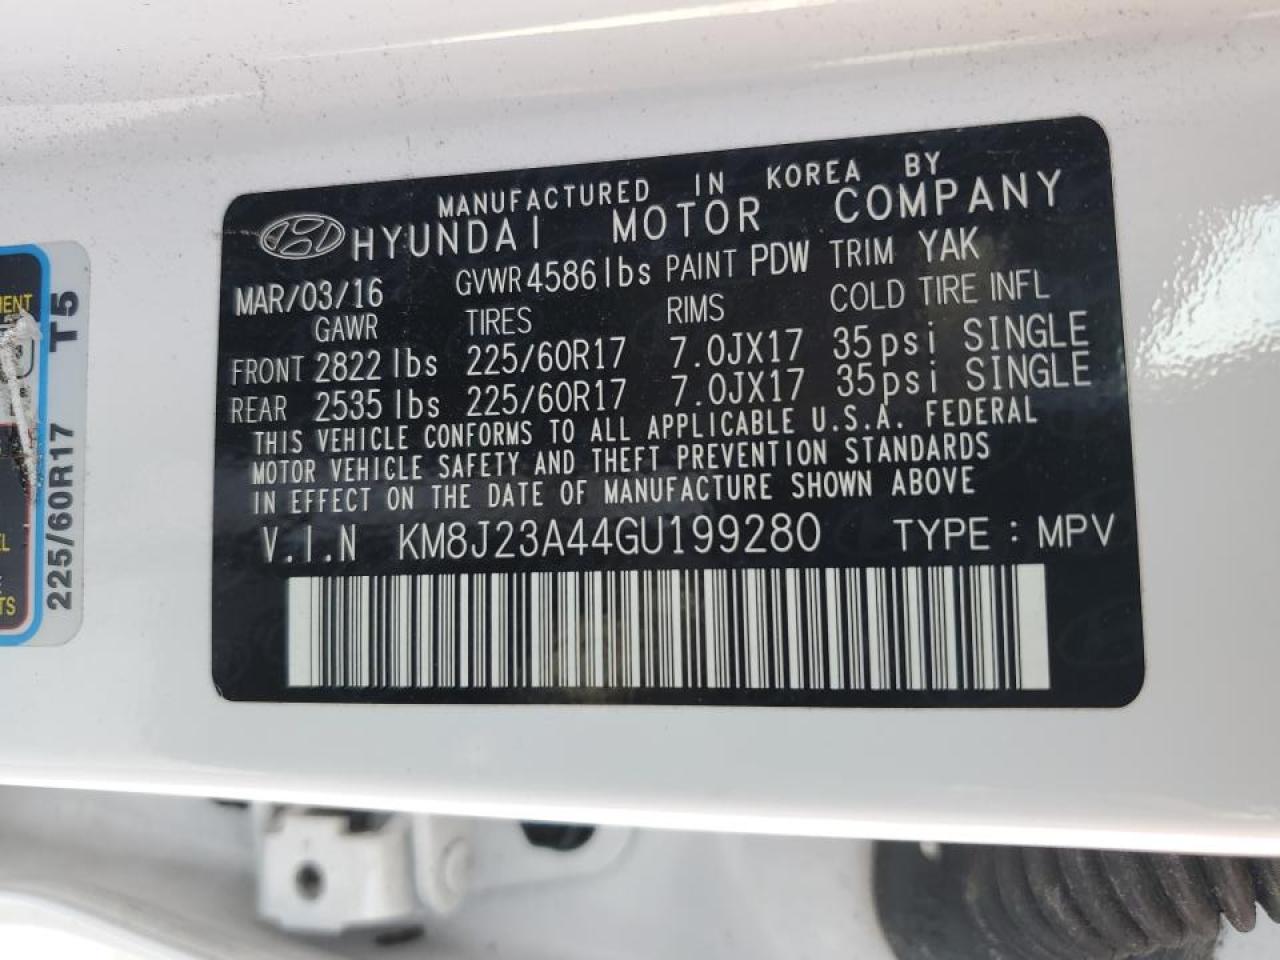 MANUFACTURED IN KOREA BY
HYUNDAI MOTOR COMPANY
MAR/03/16 GVWR 4586 lbs PAINT PDW TRIM YAK
GAWR TIRES RIMS COLD TIRE INFL
FRONT 2822 lbs 225/60R17 7.0JX17 35psi SINGLE
REAR 2535 lbs 225/60R17 7.0JX17 35psi SINGLE
THIS VEHICLE CONFORMS TO ALL APPLICABLE U.S.A. FEDERAL
MOTOR VEHICLE SAFETY AND THEFT PREVENTION STANDARDS
IN EFFECT ON THE DATE OF MANUFACTURE SHOWN ABOVE
V.I.N KM8J23A44GU199280 TYPE : MPV
225/60R17 T5